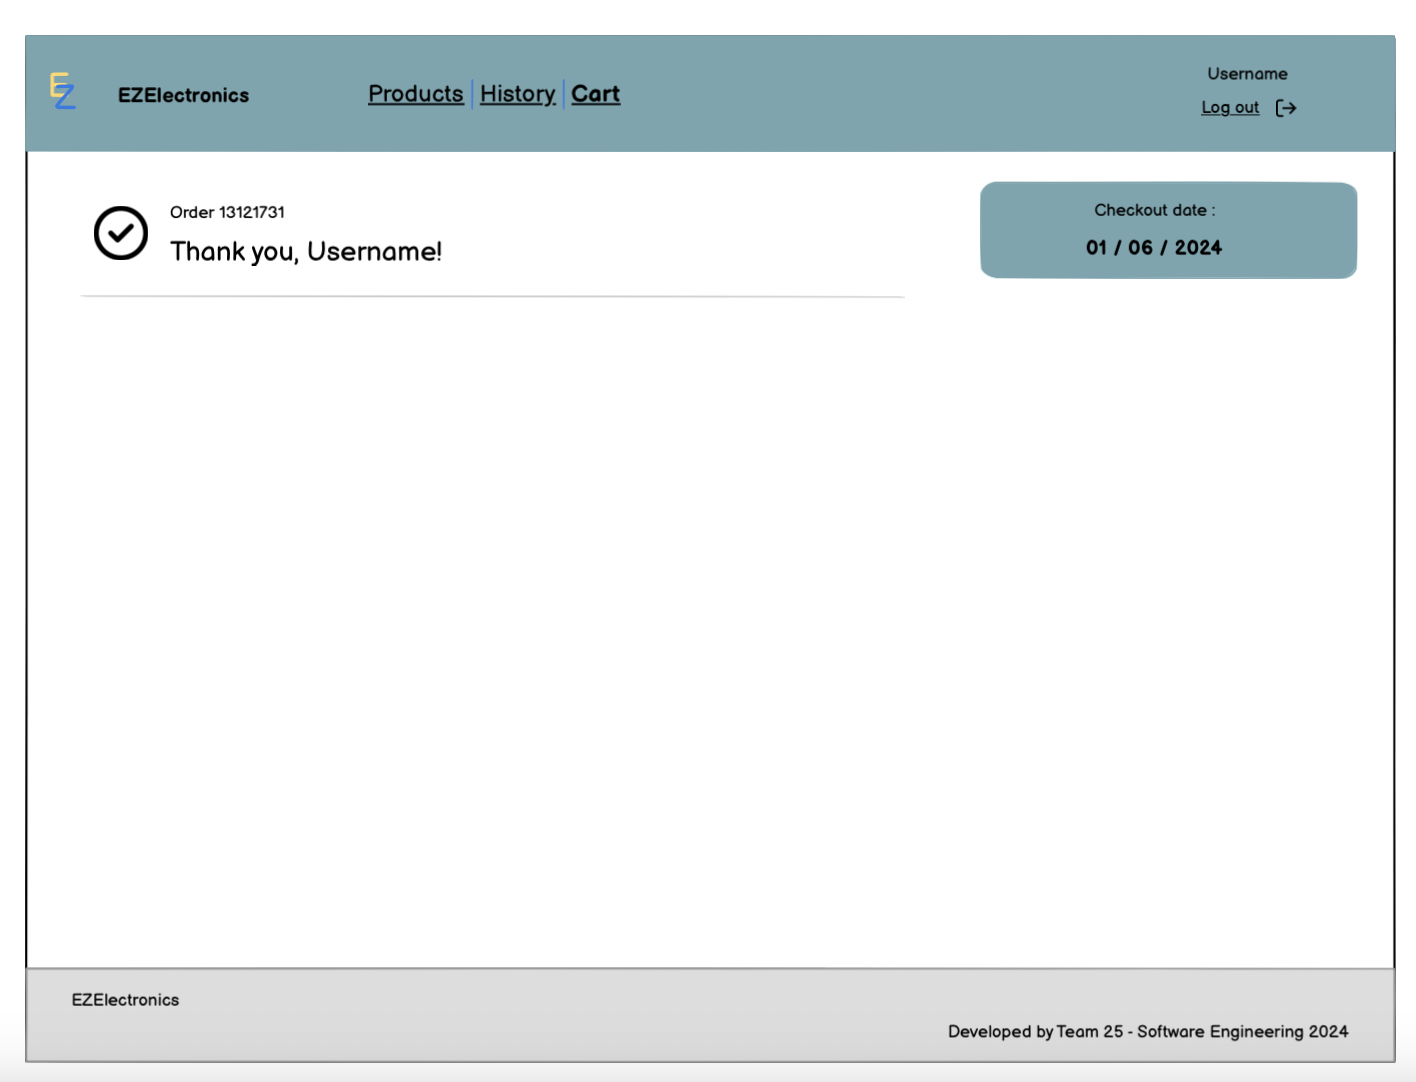 EZ
EZElectronics
Products History Cart
Username
Log out
Order 13121731
Thank you, Username!
Checkout date :
01 / 06 / 2024
EZElectronics
Developed by Team 25 - Software Engineering 2024